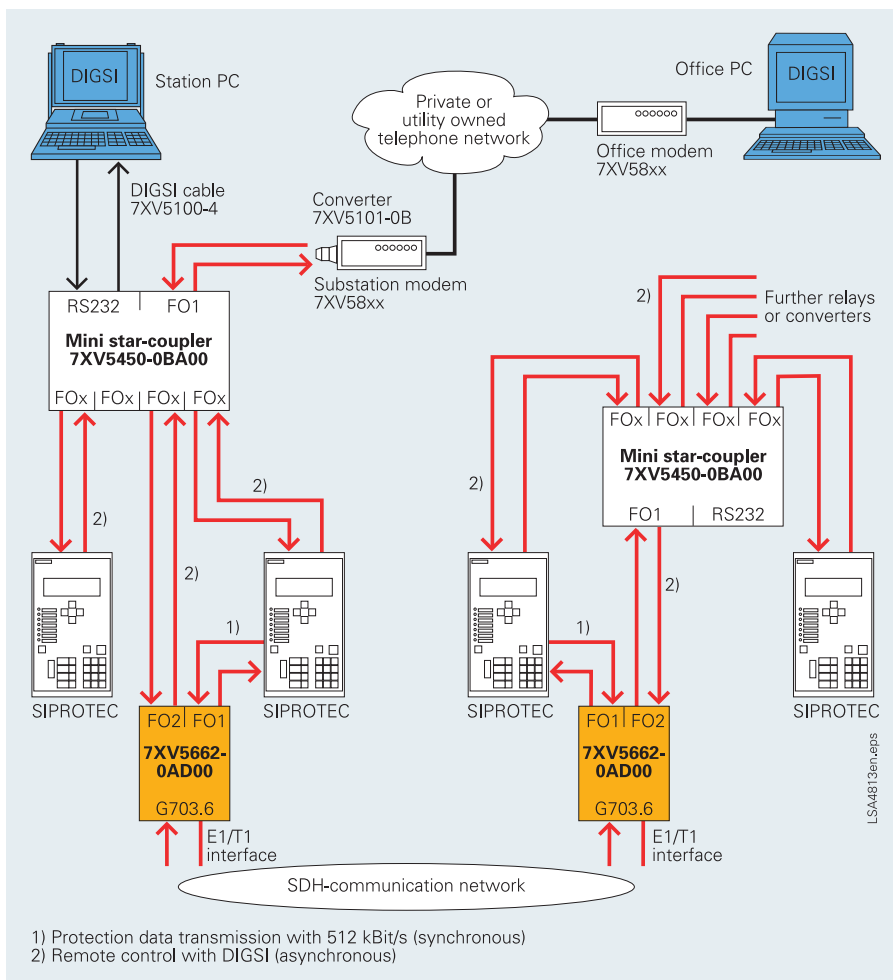 DIGSI
Station PC
Office PC
DIGSI
Private or
utility owned
telephone network
Office modem
7XV58xx
DIGSI cable
7XV5100-4
Converter
7XV5101-0B
Substation modem
7XV58xx
RS232 | FO1
Mini star-coupler
7XV5450-0BA00
FOx | FOx | FOx | FOx
2)
Further relays
or converters
FOx | FOx | FOx | FOx
Mini star-coupler
7XV5450-0BA00
FO1 | RS232
2)
2)
2)
2)
2)
1)
1)
SIPROTEC
SIPROTEC
SIPROTEC
SIPROTEC
FO2 | FO1
7XV5662-
0AD00
G703.6
E1/T1
interface
FO1 | FO2
7XV5662-
0AD00
G703.6
E1/T1
interface
LSA4813en.eps
SDH-communication network
1) Protection data transmission with 512 kBit/s (synchronous)
2) Remote control with DIGSI (asynchronous)